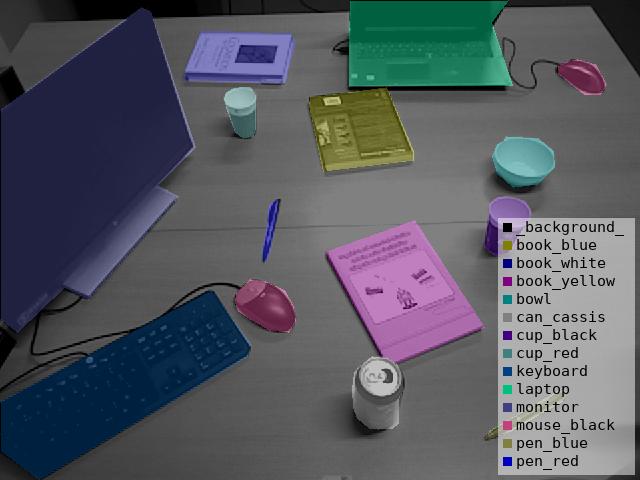 _background_
book_blue
book_white
book_yellow
bowl
can_cassis
cup_black
cup_red
keyboard
laptop
monitor
mouse_black
pen_blue
pen_red